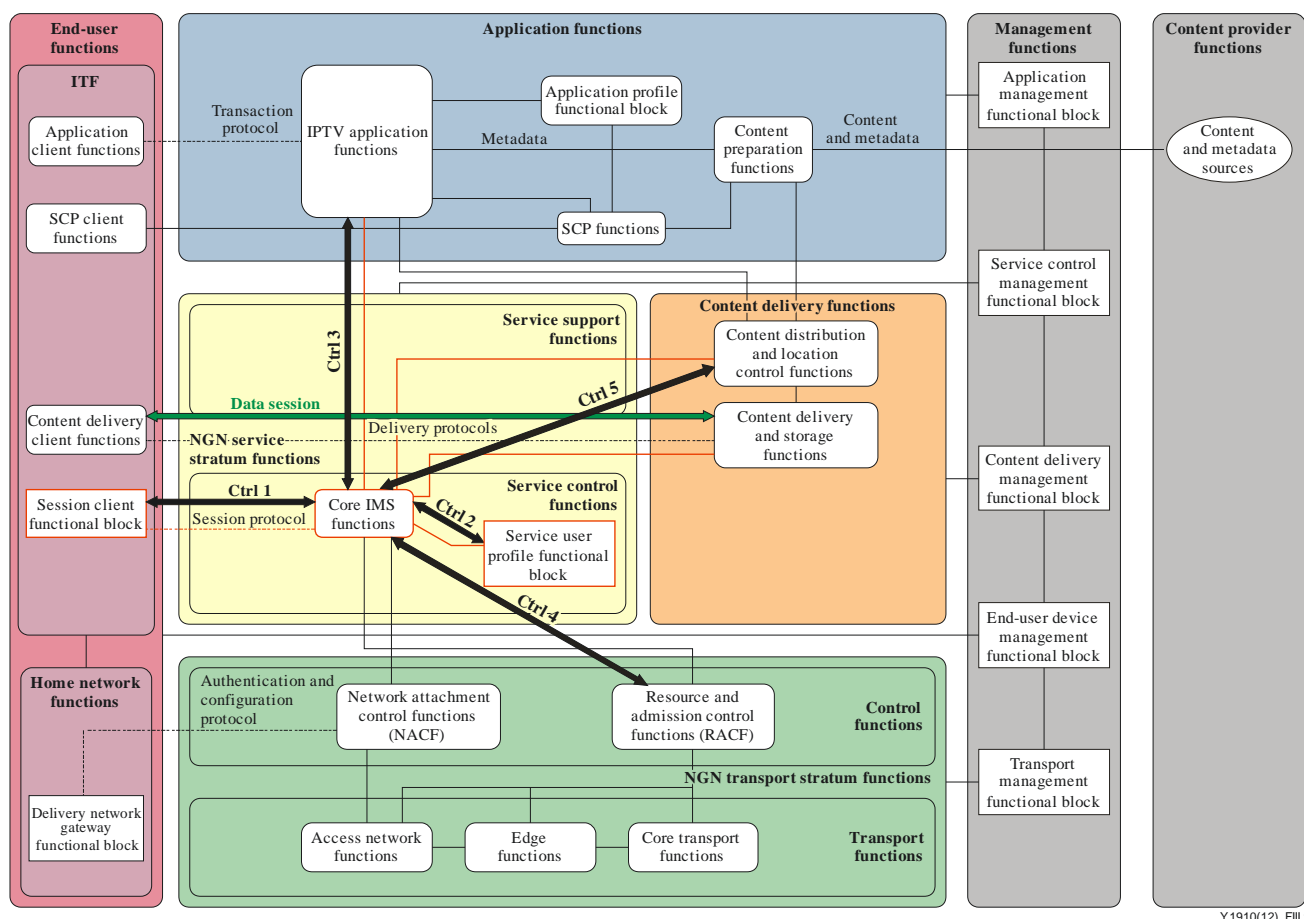 End-user
functions
Application functions
Management
functions
Content provider
functions
ITF
Application
client functions
SCP client
functions
Content delivery
client functions
Session client
functional block
Home network
functions
Delivery network
gateway
functional block
Transaction
protocol
IPTV application
functions
Application profile
functional block
Metadata
Content
preparation
functions
Content
and metadata
SCP functions
Application
management
functional block
Content
and metadata
sources
Service control
management
functional block
Service support
functions
Content delivery functions
Content distribution
and location
control functions
Ctrl 3
Ctrl 5
Data session
Delivery protocols
Content delivery
and storage
functions
NGN service
stratum functions
Content delivery
management
functional block
Ctrl 1
Session protocol
Core IMS
functions
Service control
functions
Ctrl 2
Service user
profile functional
block
Ctrl 4
End-user device
management
functional block
Authentication and
configuration
protocol
Network attachment
control functions
(NACF)
Resource and
admission control
functions (RACF)
Control
functions
NGN transport stratum functions
Transport
management
functional block
Access network
functions
Edge
functions
Core transport
functions
Transport
functions
Y.1910(12)_FIII